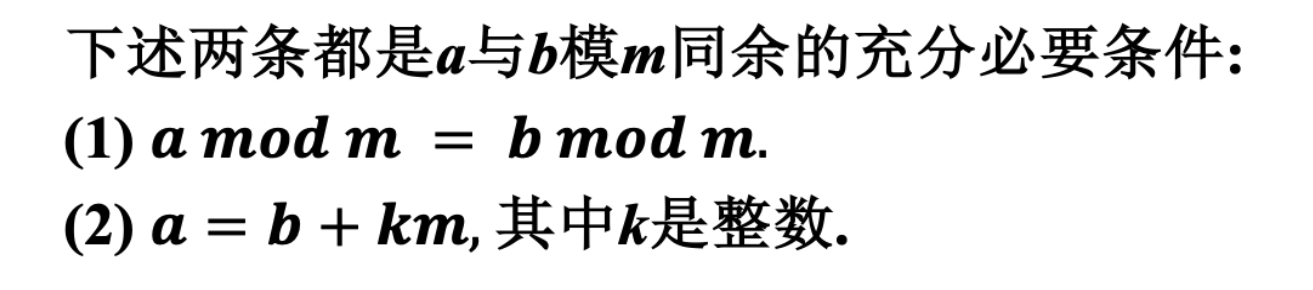 下述两条都是a与b模m同余的充分必要条件:
(1) a mod m = b mod m.
(2) a = b + km, 其中k是整数.